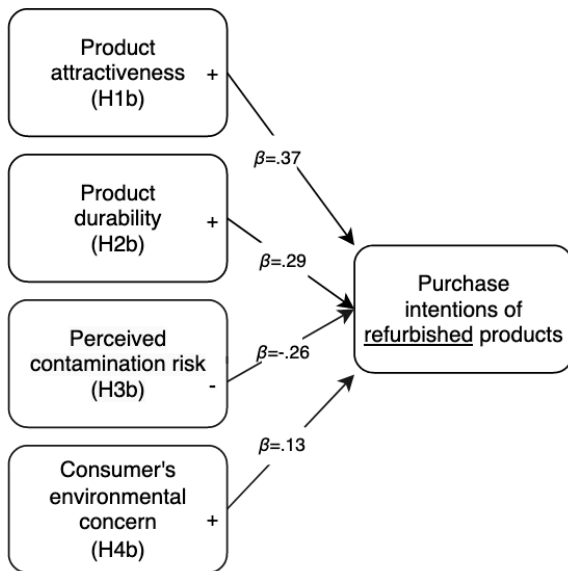 Product
attractiveness
(H1b)
+
β=.37
Product
durability
(H2b)
+
β=.29
Perceived
contamination risk
(H3b)
-
β=-.26
Consumer's
environmental
concern
(H4b)
+
β=.13
Purchase
intentions of
refurbished products